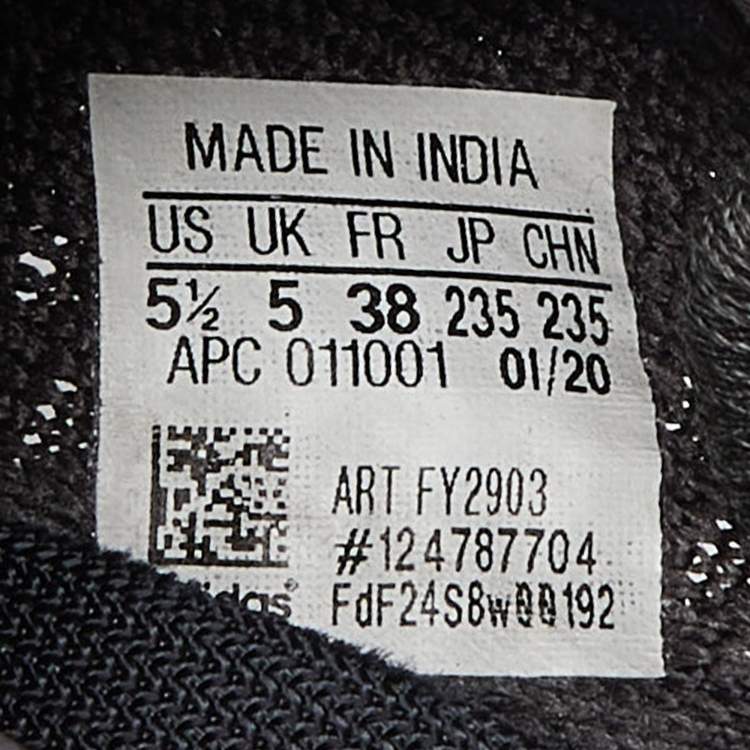 MADE IN INDIA
US UK FR JP CHN
5½ 5 38 235 235
APC 011001 01/20
ART FY2903
#124787704
FdF24S8w00192